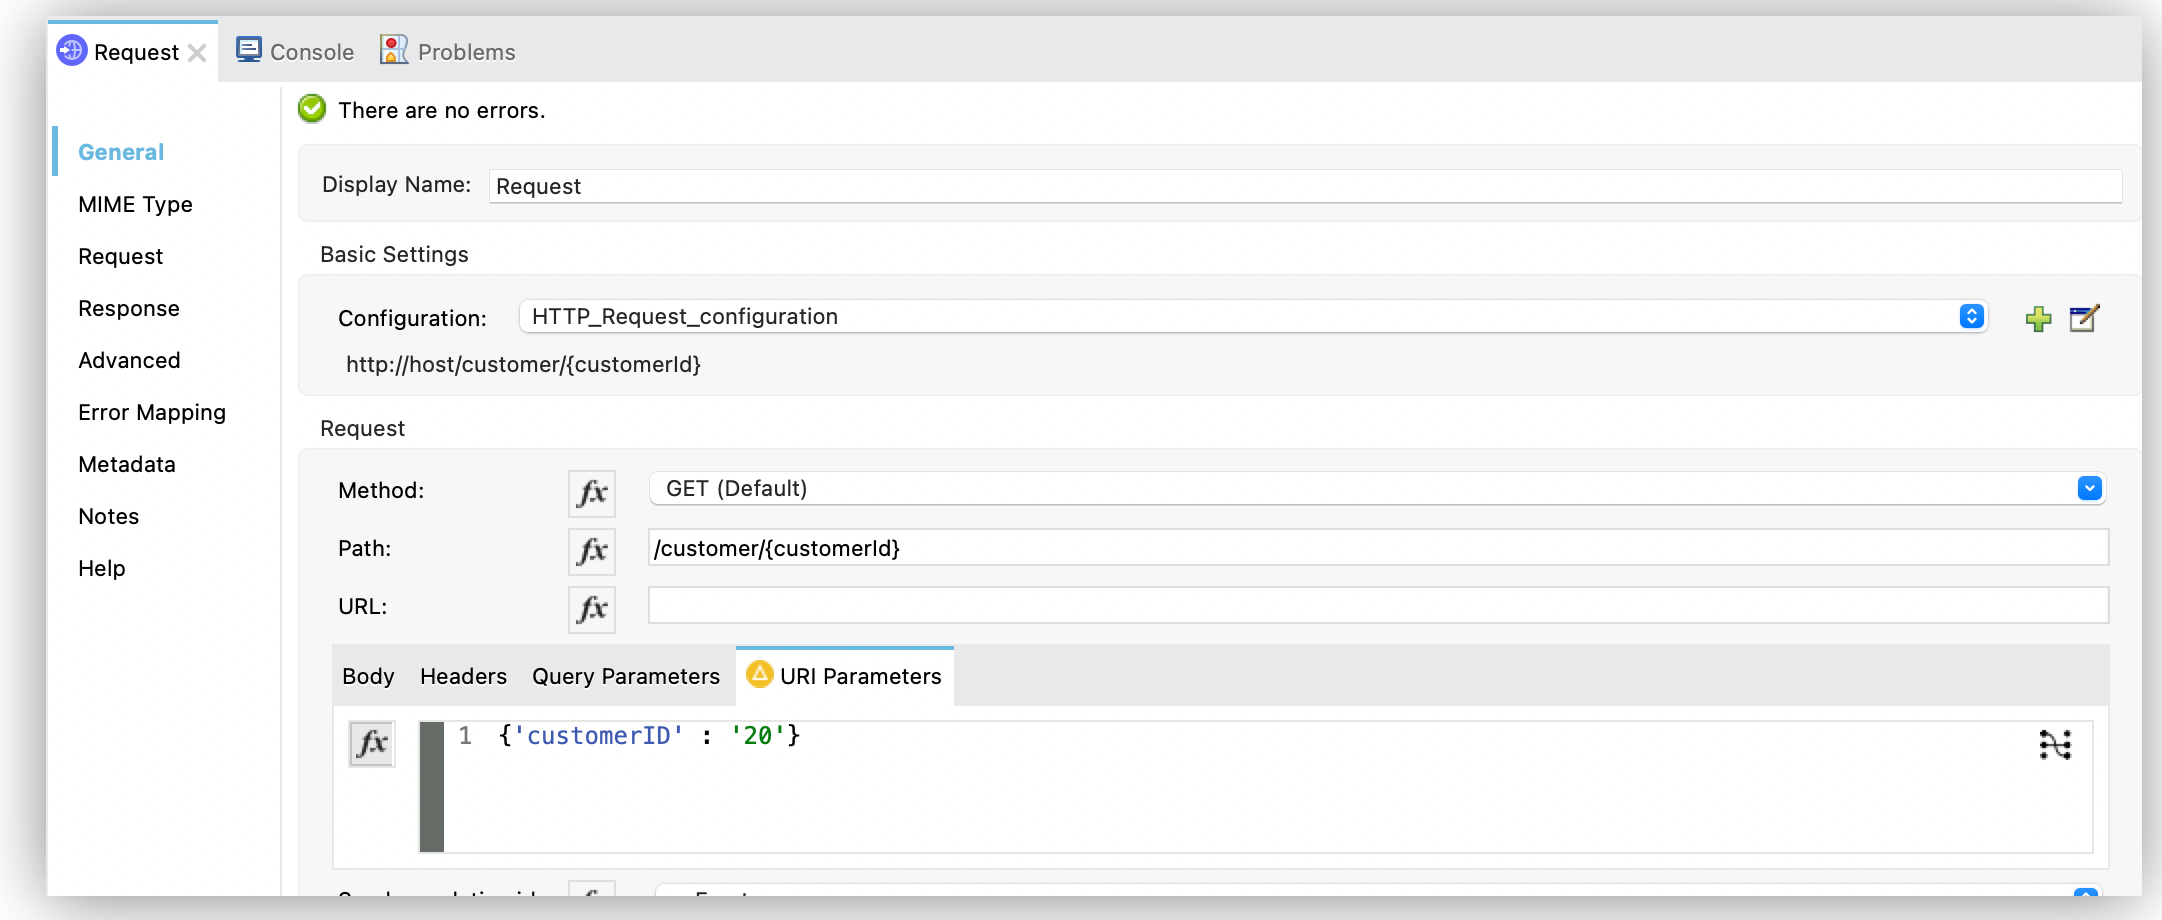 Request Console Problems
There are no errors.
General
MIME Type
Request
Response
Advanced
Error Mapping
Metadata
Notes
Help
Display Name: Request
Basic Settings
Configuration: HTTP_Request_configuration
http://host/customer/{customerId}
Request
Method: fx GET (Default)
Path: fx /customer/{customerId}
URL: fx
Body Headers Query Parameters URI Parameters
fx 1 {'customerID' : '20'}